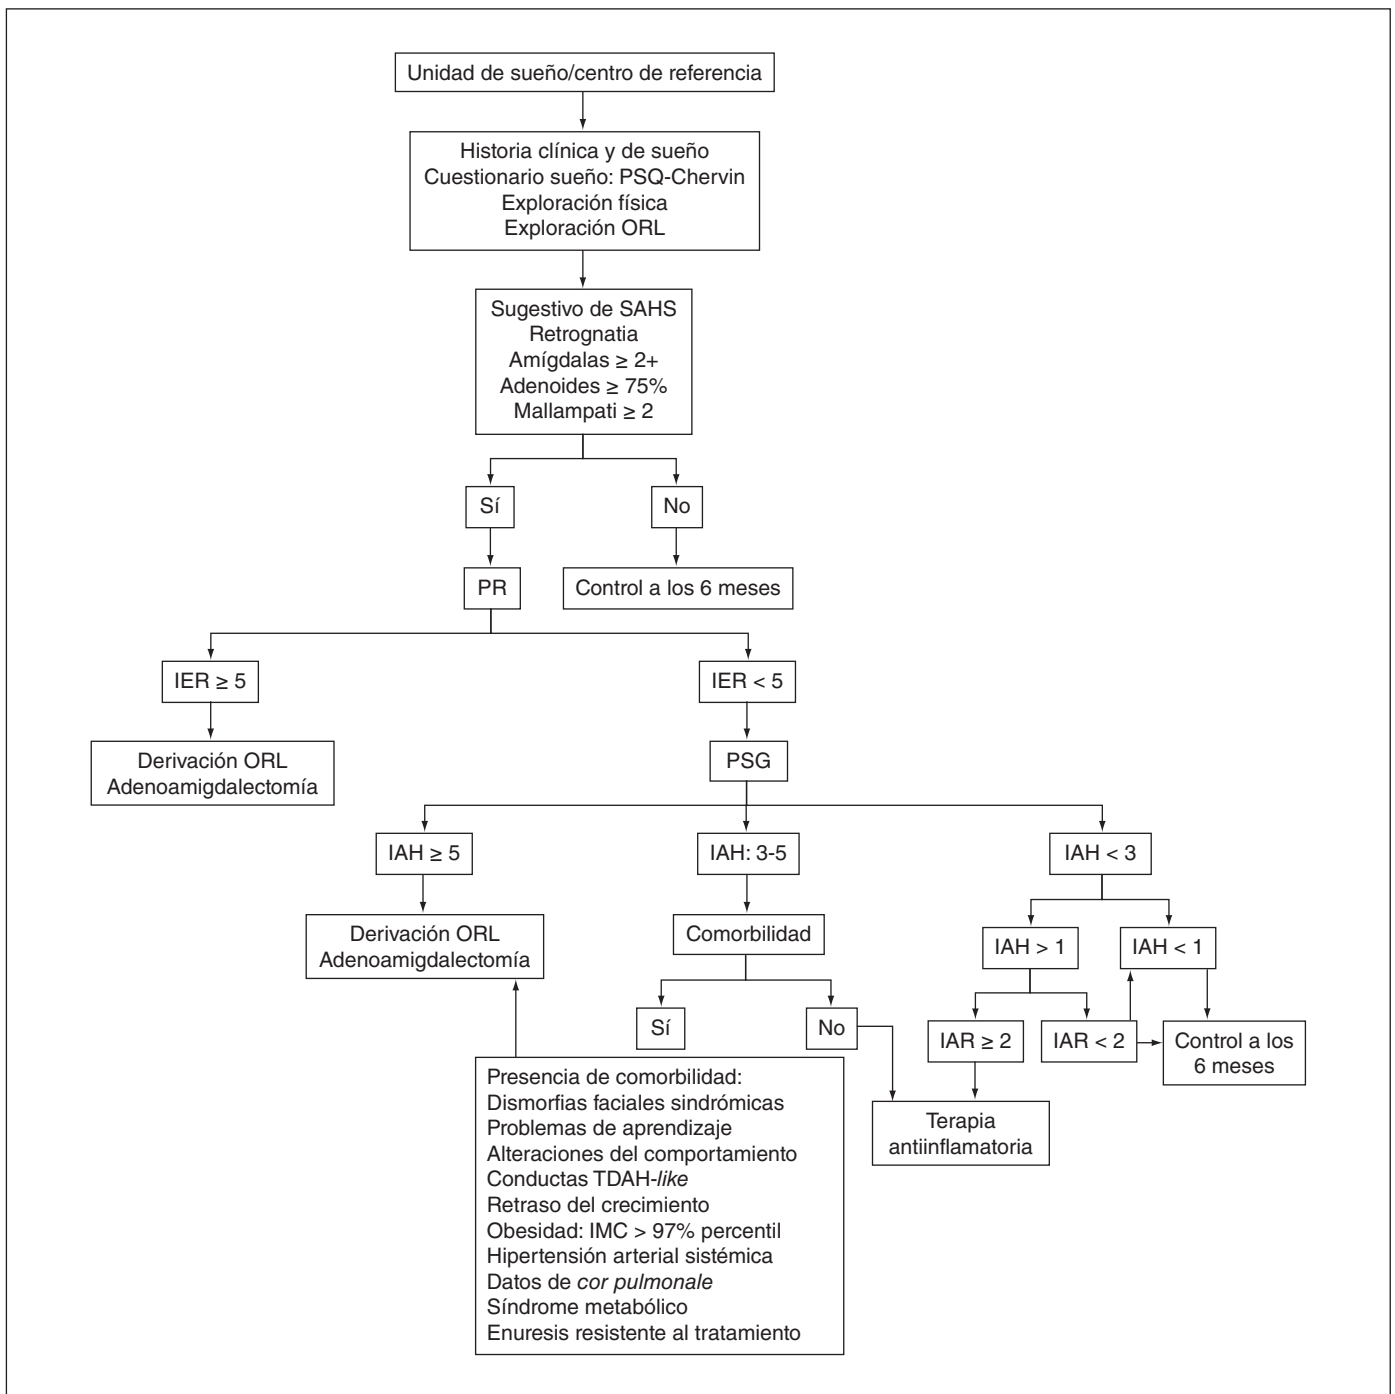 Unidad de sueño/centro de referencia
Historia clínica y de sueño
Cuestionario sueño: PSQ-Chervin
Exploración física
Exploración ORL
Sugestivo de SAHS
Retrognatia
Amígdalas ≥ 2+
Adenoides ≥ 75%
Mallampati ≥ 2
Sí
No
PR
Control a los 6 meses
IER ≥ 5
IER < 5
Derivación ORL
Adenoamigdalectomía
PSG
IAH ≥ 5
IAH: 3-5
IAH < 3
Derivación ORL
Adenoamigdalectomía
Comorbilidad
IAH > 1
IAH < 1
Sí
No
IAR ≥ 2
IAR < 2
Control a los
6 meses
Presencia de comorbilidad:
Dismorfias faciales sindrómicas
Problemas de aprendizaje
Alteraciones del comportamiento
Conductas TDAH-like
Retraso del crecimiento
Obesidad: IMC > 97% percentil
Hipertensión arterial sistémica
Datos de cor pulmonale
Síndrome metabólico
Enuresis resistente al tratamiento
Terapia
antiinflamatoria